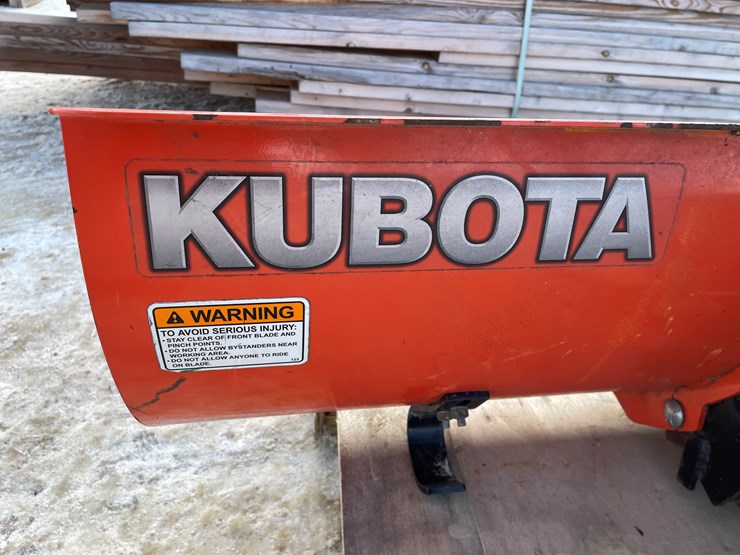 KUBOTA
WARNING
TO AVOID SERIOUS INJURY:
• STAY CLEAR OF FRONT BLADE AND
PINCH POINTS.
• DO NOT ALLOW BYSTANDERS NEAR
WORKING AREA.
• DO NOT ALLOW ANYONE TO RIDE
ON BLADE.